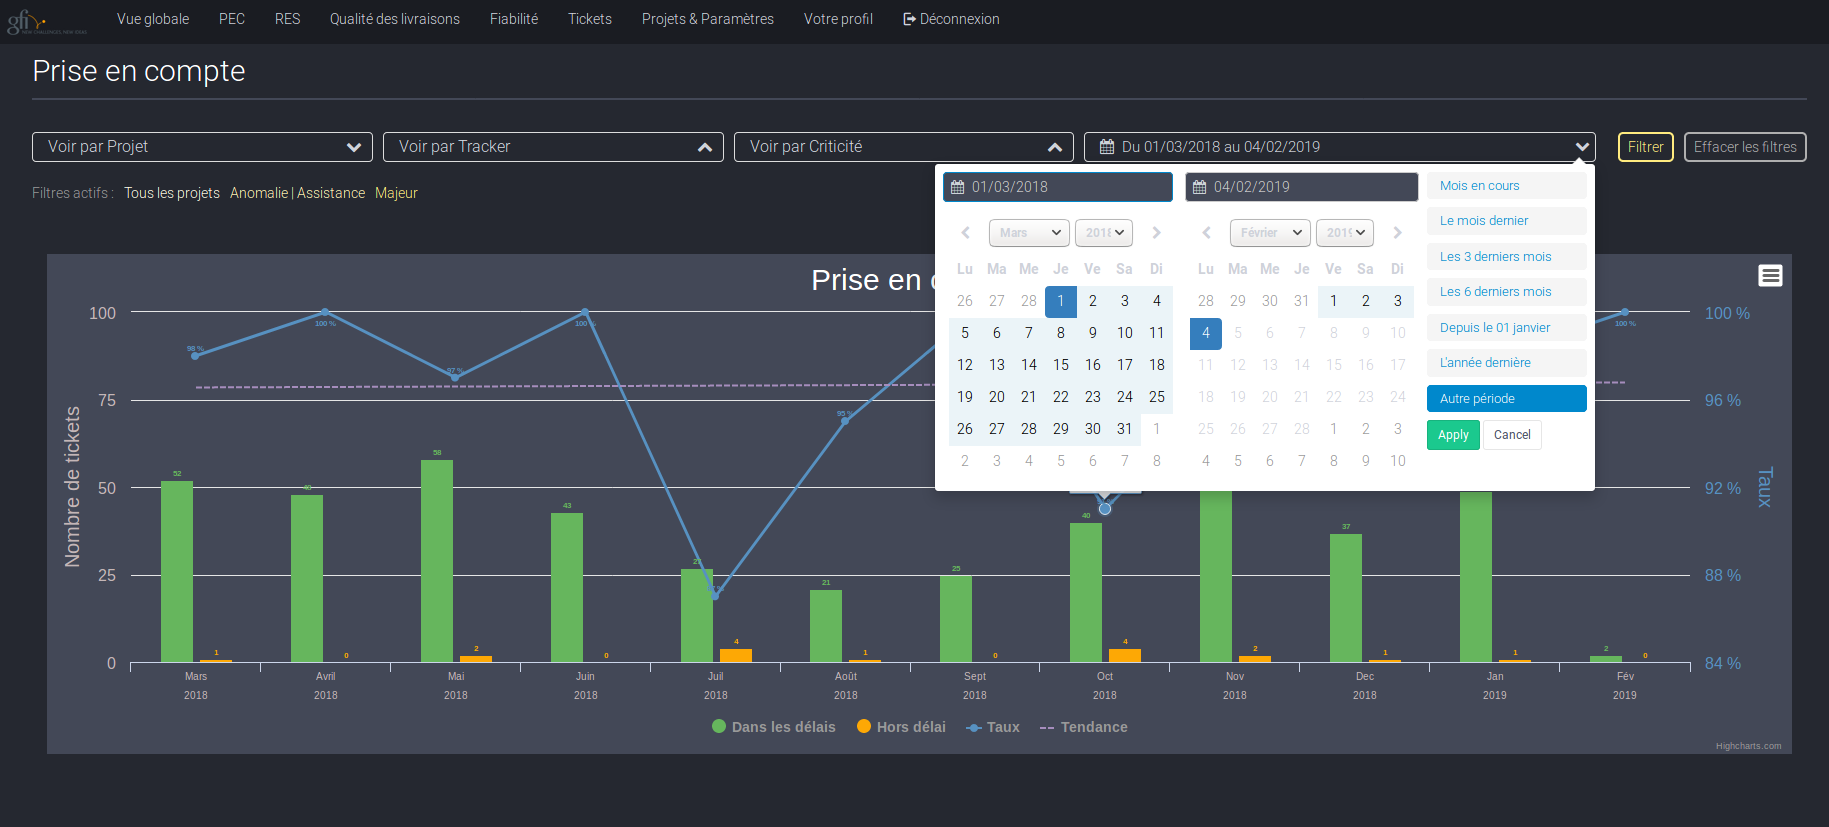 gfi
Vue globale PEC RES Qualité des livraisons Fiabilité Tickets Projets & Paramètres Votre profil Déconnexion
Prise en compte
Voir par Projet Voir par Tracker Voir par Criticité Du 01/03/2018 au 04/02/2019 Filtrer Effacer les filtres
Filtres actifs : Tous les projets Anomalie | Assistance Majeur
01/03/2018 04/02/2019
Mars 2018 Février 2019
Lu Ma Me Je Ve Sa Di Lu Ma Me Je Ve Sa Di
26 27 28 1 2 3 4 28 29 30 31 1 2 3
5 6 7 8 9 10 11 4 5 6 7 8 9 10
12 13 14 15 16 17 18 11 12 13 14 15 16 17
19 20 21 22 23 24 25 18 19 20 21 22 23 24
26 27 28 29 30 31 1 25 26 27 28 1 2 3
2 3 4 5 6 7 8 4 5 6 7 8 9 10
Mois en cours
Le mois dernier
Les 3 derniers mois
Les 6 derniers mois
Depuis le 01 janvier
L'année dernière
Autre période
Apply Cancel
Prise en
Nombre de tickets
100
75
50
25
0
98 % 100 % 97 % 100 % 95 % 100 %
52 48 58 43 27 21 25 40 37 2
1 0 2 0 4 1 0 4 2 1 1 0
100 %
96 %
92 %
88 %
84 %
Taux
Mars 2018
Avril 2018
Mai 2018
Juin 2018
Juil 2018
Août 2018
Sept 2018
Oct 2018
Nov 2018
Dec 2018
Jan 2019
Fév 2019
Dans les délais Hors délai Taux Tendance
Highcharts.com